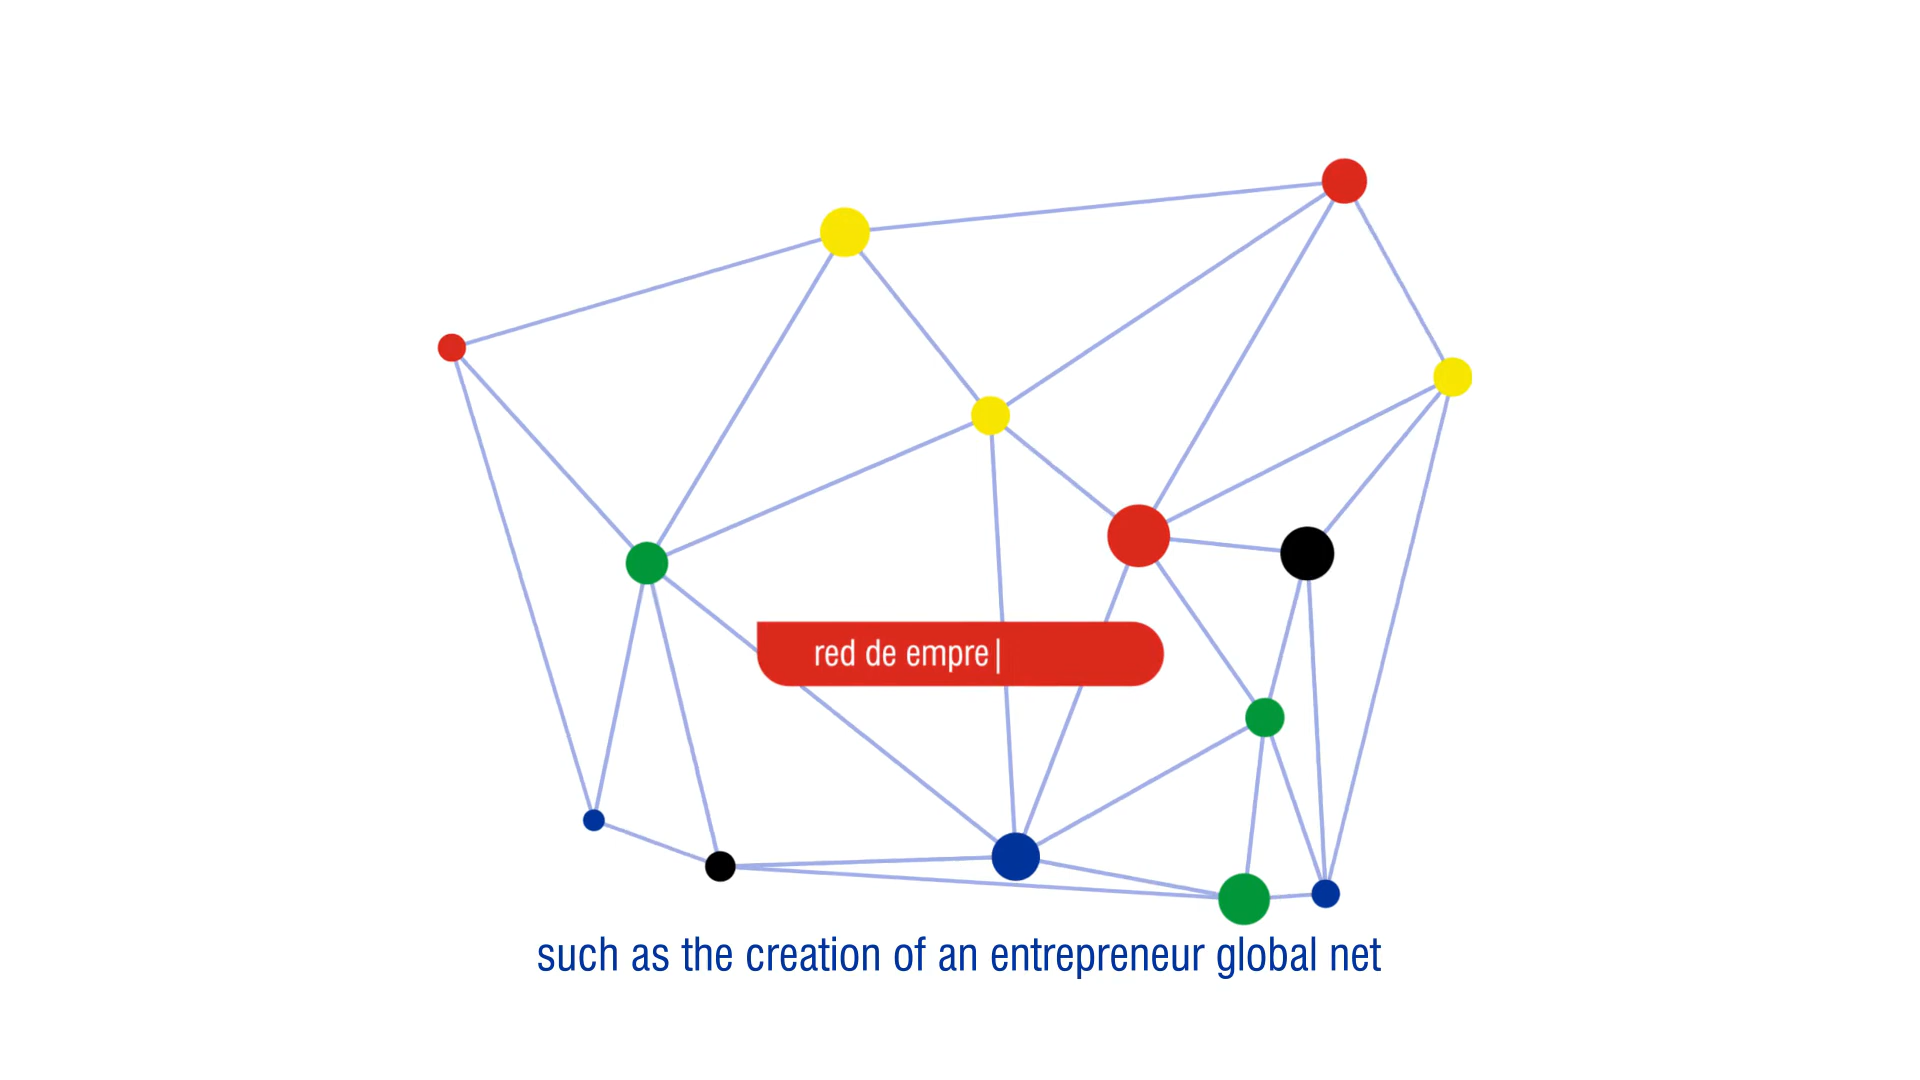 red de empre
such as the creation of an entrepreneur global net